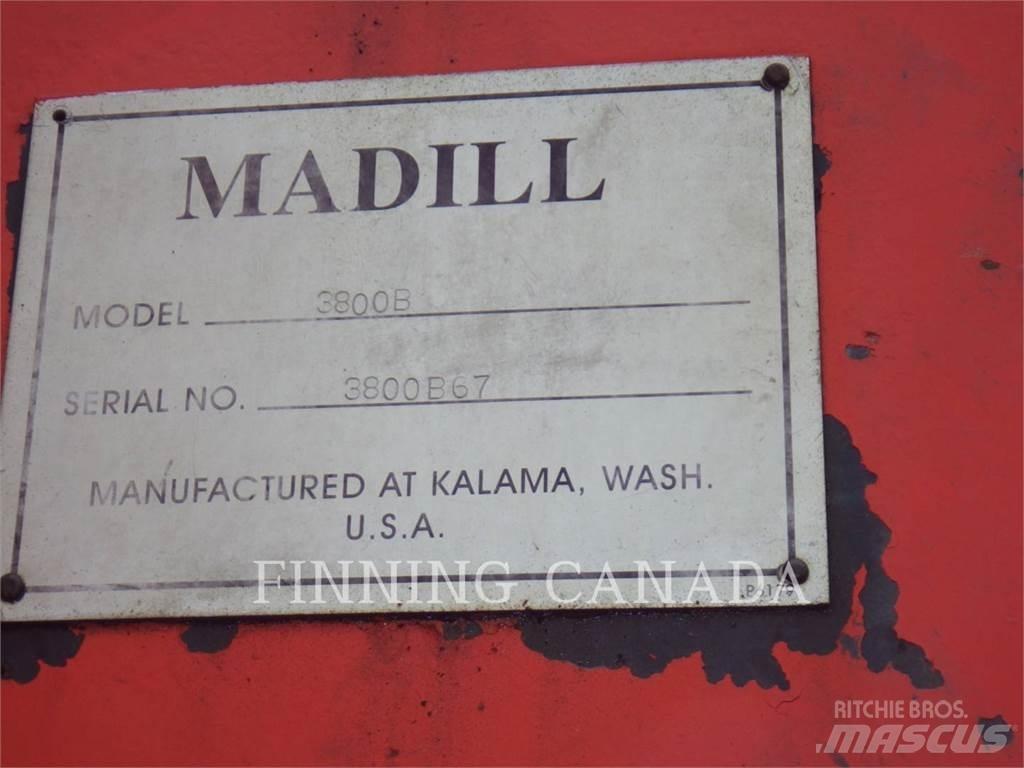 MADILL
MODEL 3800B
SERIAL NO. 3800B67
MANUFACTURED AT KALAMA, WASH.
U.S.A.
FINNING CANADA
RITCHIE BROS.
MASCUS